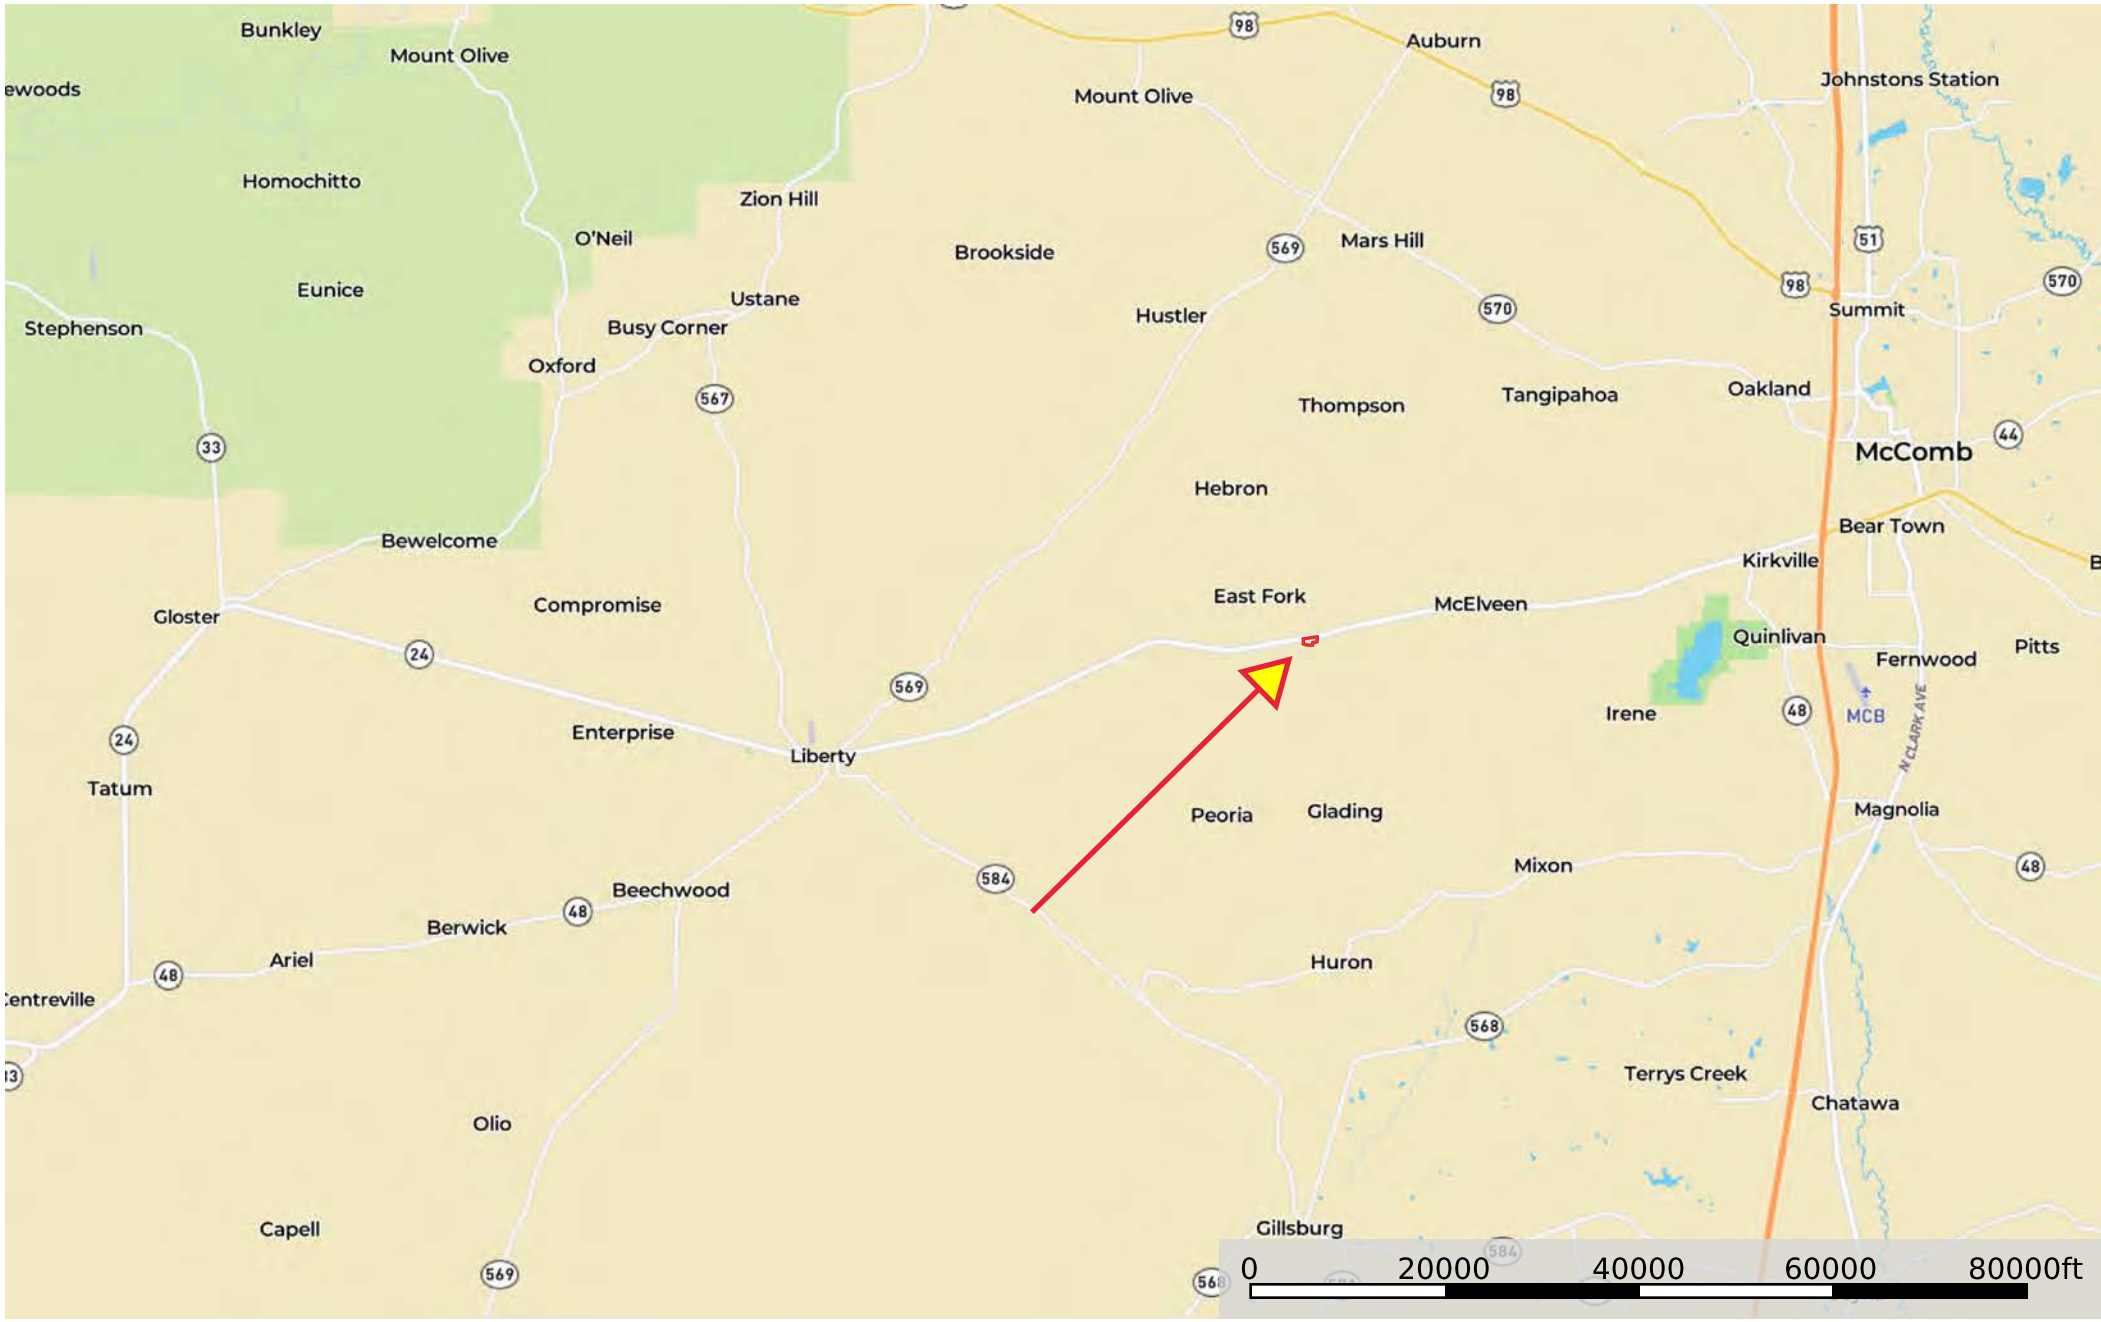 Bunkley
98
Auburn
Mount Olive
Johnstons Station
ewoods
Mount Olive
98
Homochitto
Zion Hill
O'Neil
Brookside
569
Mars Hill
51
Eunice
98
570
Ustane
Hustler
570
Summit
Stephenson
Busy Corner
Oxford
567
Thompson
Tangipahoa
Oakland
33
44
McComb
Hebron
Bear Town
Bewelcome
Kirkville
B
Compromise
East Fork
McElveen
Gloster
Quinlivan
Pitts
24
Fernwood
569
Irene
48
MCB
24
Enterprise
N CLARK AVE
Liberty
Tatum
Peoria
Glading
Magnolia
584
Mixon
48
Beechwood
48
Berwick
Ariel
Huron
48
Centreville
568
33
Terrys Creek
Chatawa
Olio
Capell
Gillsburg
584
569
568
0 20000 40000 60000 80000ft